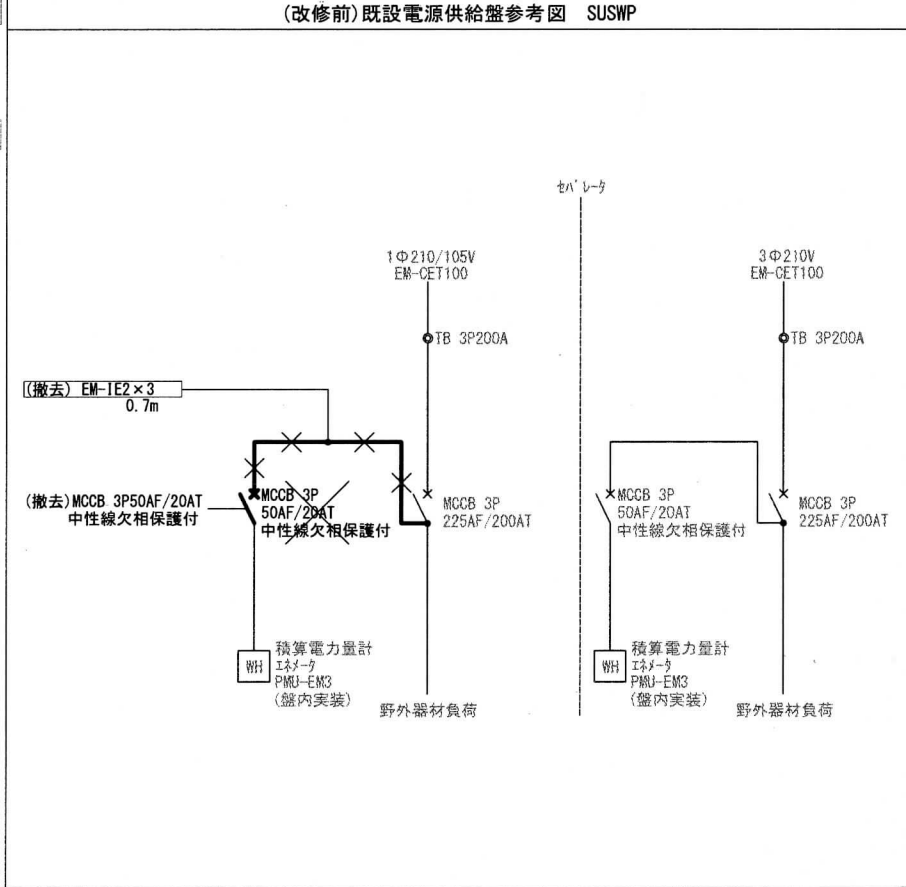 (改修前)既設電源供給盤参考図 SUSWP
セパレータ
1Φ210/105V
EM-CET100
TB 3P200A
(撤去) EM-IE2×3
0.7m
(撤去)MCCB 3P50AF/20AT
中性線欠相保護付
MCCB 3P
50AF/20AT
中性線欠相保護付
MCCB 3P
225AF/200AT
WH
積算電力量計
エネメータ
PMU-EM3
(盤内実装)
野外器材負荷
3Φ210V
EM-CET100
TB 3P200A
MCCB 3P
50AF/20AT
中性線欠相保護付
MCCB 3P
225AF/200AT
WH
積算電力量計
エネメータ
PMU-EM3
(盤内実装)
野外器材負荷